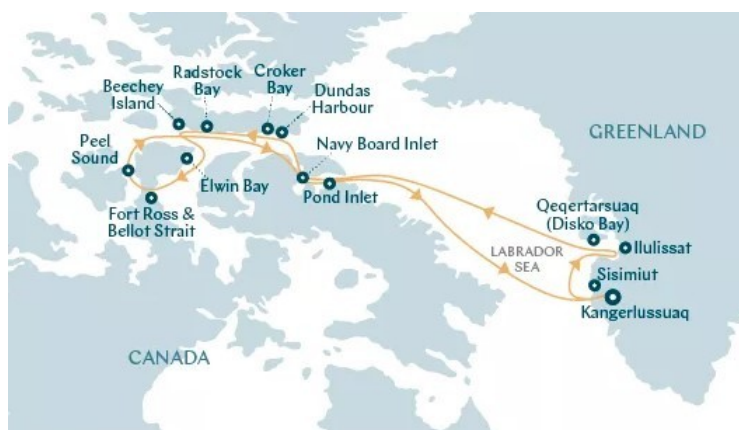 Beechey
Island
Radstock
Bay
Croker
Bay
Dundas
Harbour
Peel
Sound
Navy Board Inlet
GREENLAND
Elwin Bay
Pond Inlet
Fort Ross &
Bellot Strait
Qeqertarsuaq
(Disko Bay)
Ilulissat
LABRADOR
SEA
Sisimiut
Kangerlussuaq
CANADA